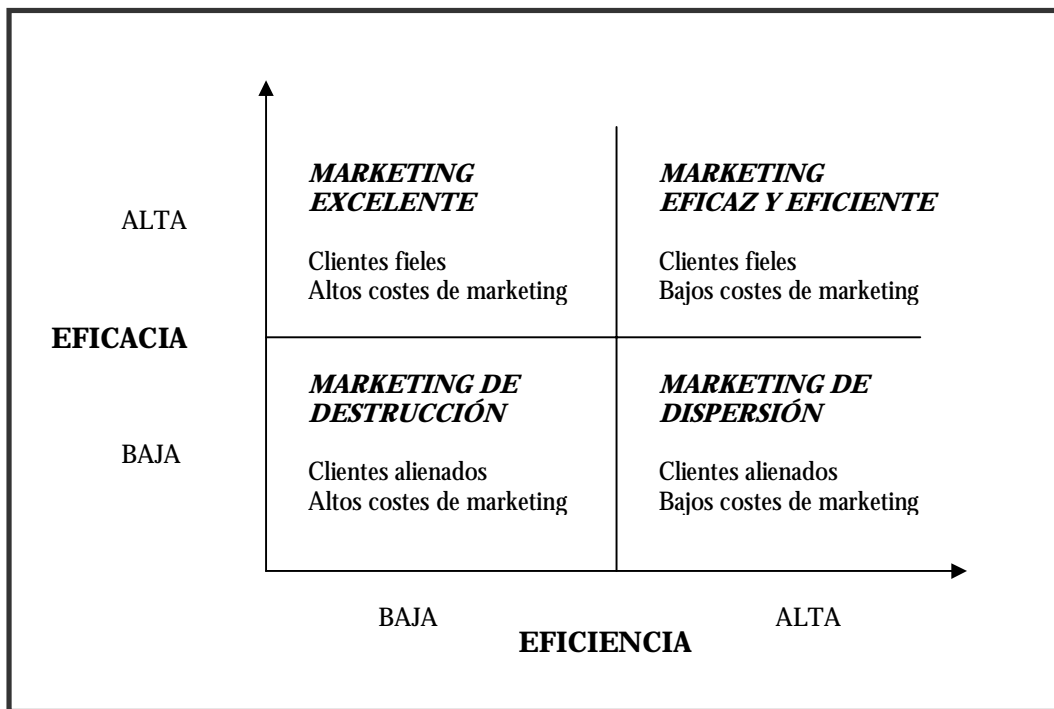 MARKETING
EXCELENTE
Clientes fieles
Altos costes de marketing
MARKETING
EFICAZ Y EFICIENTE
Clientes fieles
Bajos costes de marketing
ALTA
EFICACIA
BAJA
MARKETING DE
DESTRUCCIÓN
Clientes alienados
Altos costes de marketing
MARKETING DE
DISPERSIÓN
Clientes alienados
Bajos costes de marketing
BAJA
ALTA
EFICIENCIA